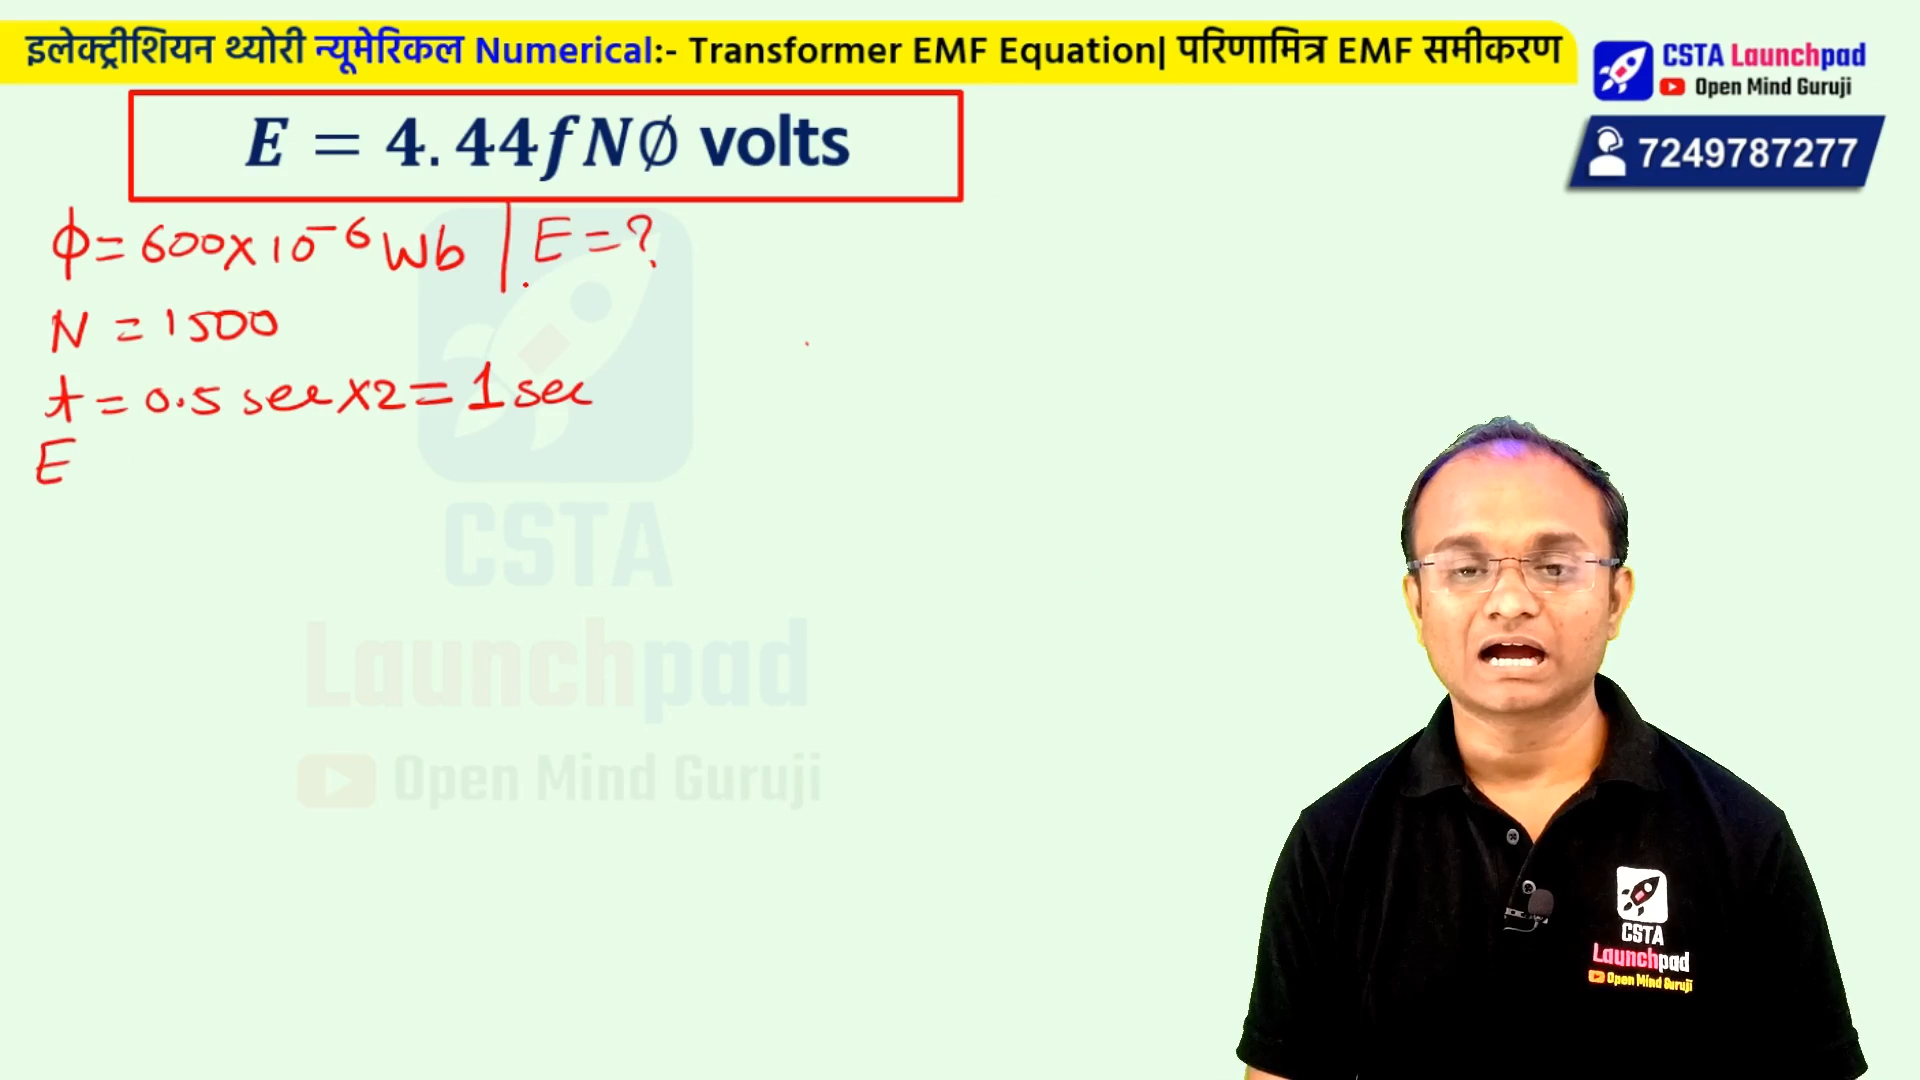 इलेक्ट्रीशियन थ्योरी न्यूमेरिकल Numerical:- Transformer EMF Equation| परिणामित्र EMF समीकरण
CSTA Launchpad
Open Mind Guruji
7249787277
E = 4.44fN∅ volts
ϕ = 600×10⁻⁶ Wb | E = ?
N = 1500
t = 0.5 sec ×2 = 1 sec
E
CSTA
Launchpad
Open Mind Guruji
CSTA
Launchpad
Open Mind Guruji